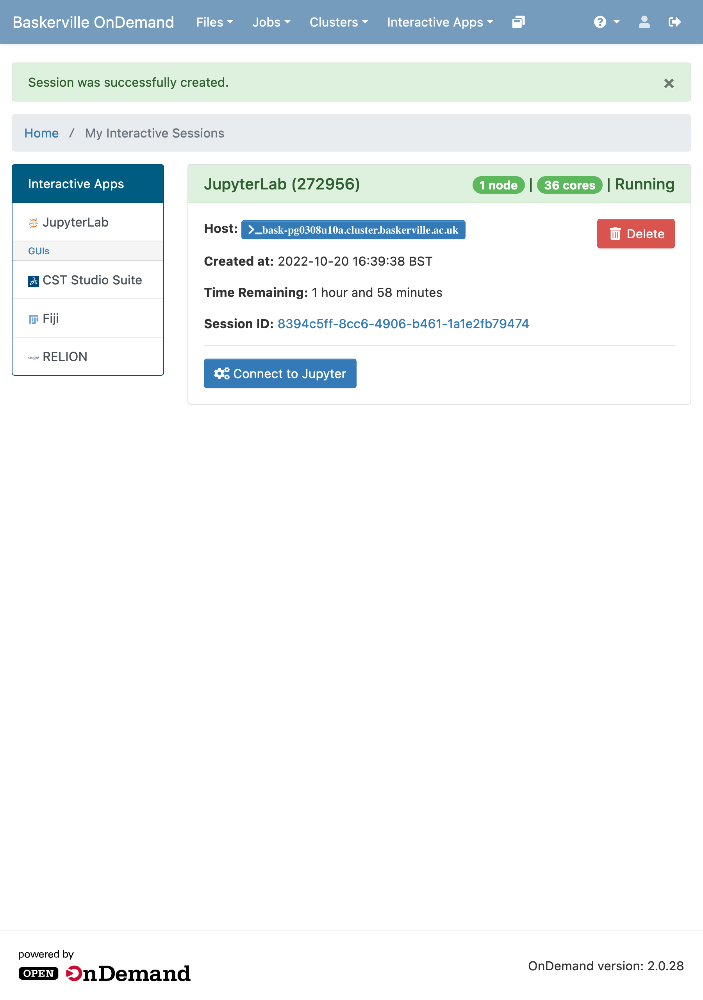 Baskerville OnDemand Files Jobs Clusters Interactive Apps
Session was successfully created. ×
Home / My Interactive Sessions
Interactive Apps
JupyterLab
GUIs
CST Studio Suite
Fiji
RELION
JupyterLab (272956) 1 node | 36 cores | Running
Host: >_bask-pg0308u10a.cluster.baskerville.ac.uk
Delete
Created at: 2022-10-20 16:39:38 BST
Time Remaining: 1 hour and 58 minutes
Session ID: 8394c5ff-8cc6-4906-b461-1a1e2fb79474
Connect to Jupyter
powered by
OPEN OnDemand
OnDemand version: 2.0.28